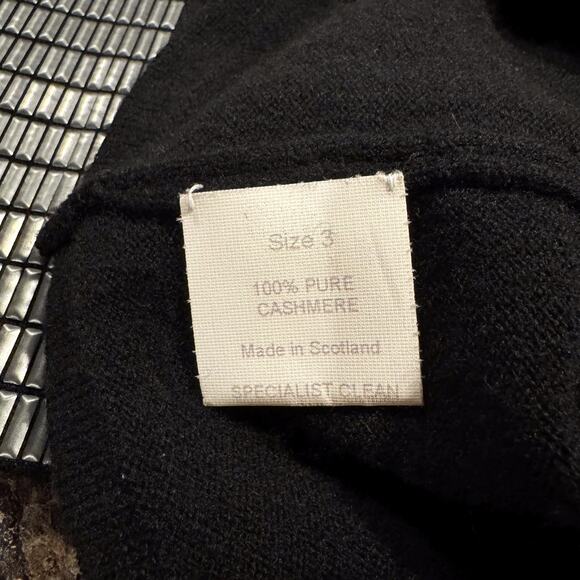 Size 3
100% PURE
CASHMERE
Made in Scotland
SPECIALIST CLEAN